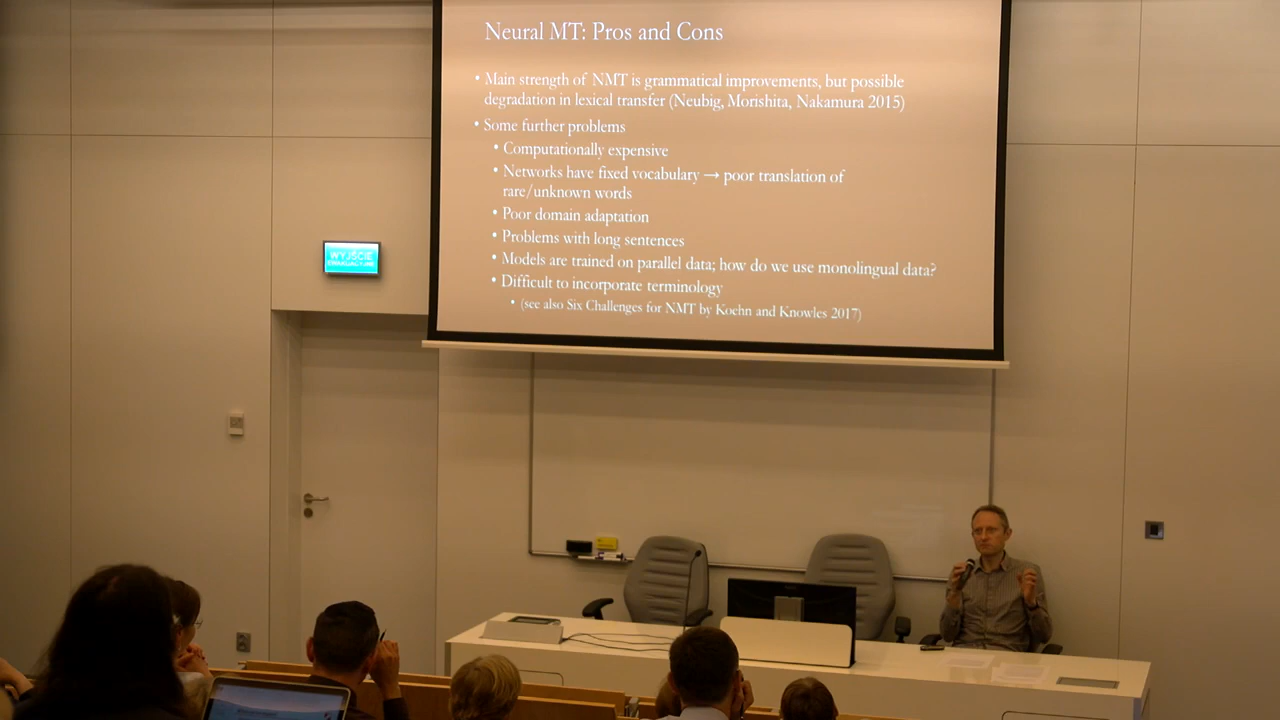 Neural MT: Pros and Cons
• Main strength of NMT is grammatical improvements, but possible
degradation in lexical transfer (Neubig, Morishita, Nakamura 2015)
• Some further problems
• Computationally expensive
• Networks have fixed vocabulary → poor translation of
rare/unknown words
• Poor domain adaptation
• Problems with long sentences
• Models are trained on parallel data; how do we use monolingual data?
• Difficult to incorporate terminology
• (see also Six Challenges for NMT by Koehn and Knowles 2017)
WYJŚCIE
EWAKUACYJNE